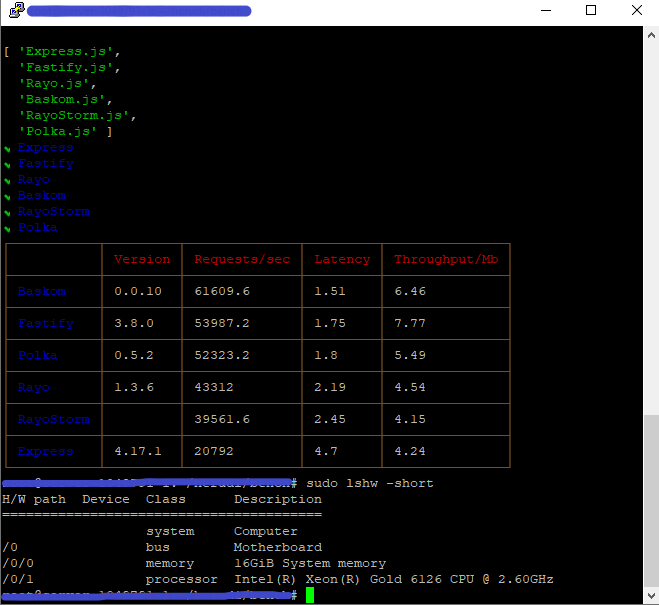 [ 'Express.js',
'Fastify.js',
'Rayo.js',
'Baskom.js',
'RayoStorm.js',
'Polka.js' ]
Express
Fastify
Rayo
Baskom
RayoStorm
Polka
Version Requests/sec Latency Throughput/Mb
Baskom 0.0.10 61609.6 1.51 6.46
Fastify 3.8.0 53987.2 1.75 7.77
Polka 0.5.2 52323.2 1.8 5.49
Rayo 1.3.6 43312 2.19 4.54
RayoStorm 39561.6 2.45 4.15
Express 4.17.1 20792 4.7 4.24
# sudo lshw -short
H/W path Device Class Description
========================================
system Computer
/0 bus Motherboard
/0/0 memory 16GiB System memory
/0/1 processor Intel(R) Xeon(R) Gold 6126 CPU @ 2.60GHz
#